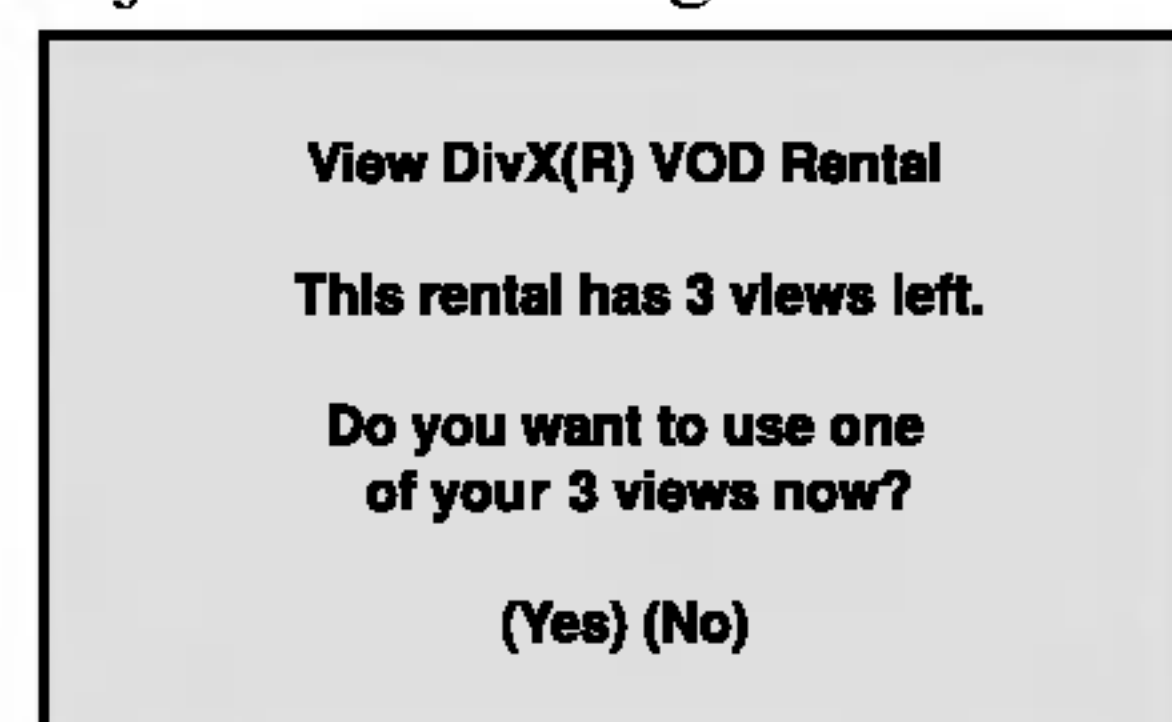 View DivX(R) VOD Rental
This rental has 3 views left.
Do you want to use one
of your 3 views now?
(Yes) (No)